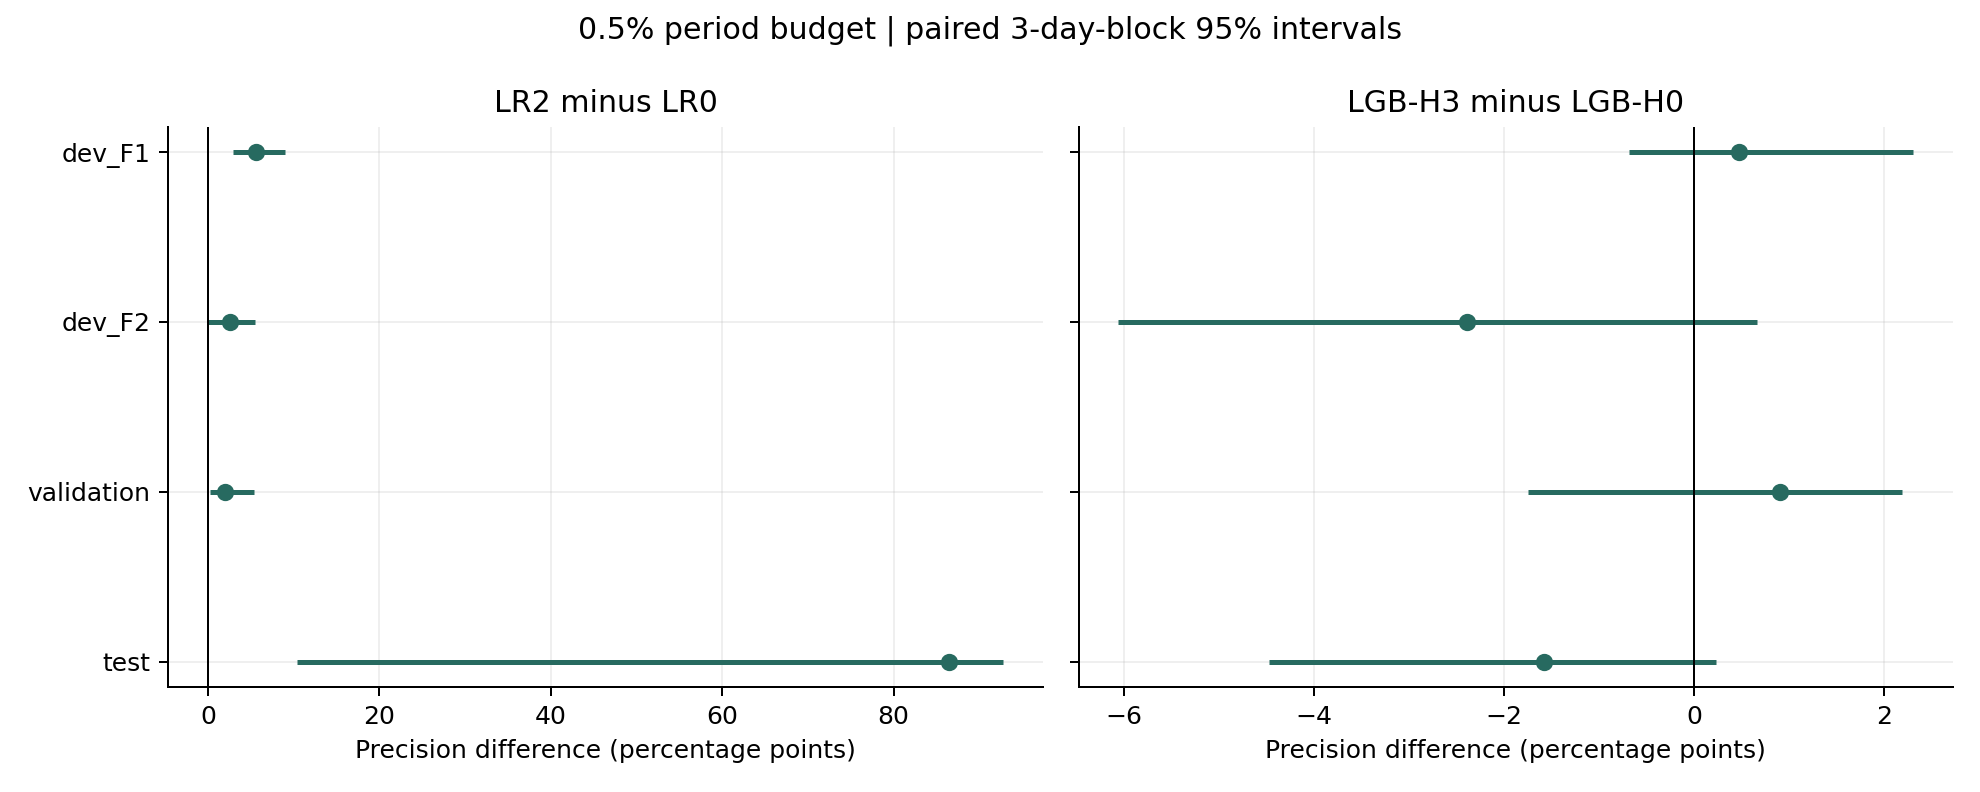 0.5% period budget | paired 3-day-block 95% intervals
LR2 minus LR0
LGB-H3 minus LGB-H0
dev_F1
dev_F2
validation
test
0 20 40 60 80
−6 −4 −2 0 2
Precision difference (percentage points)
Precision difference (percentage points)